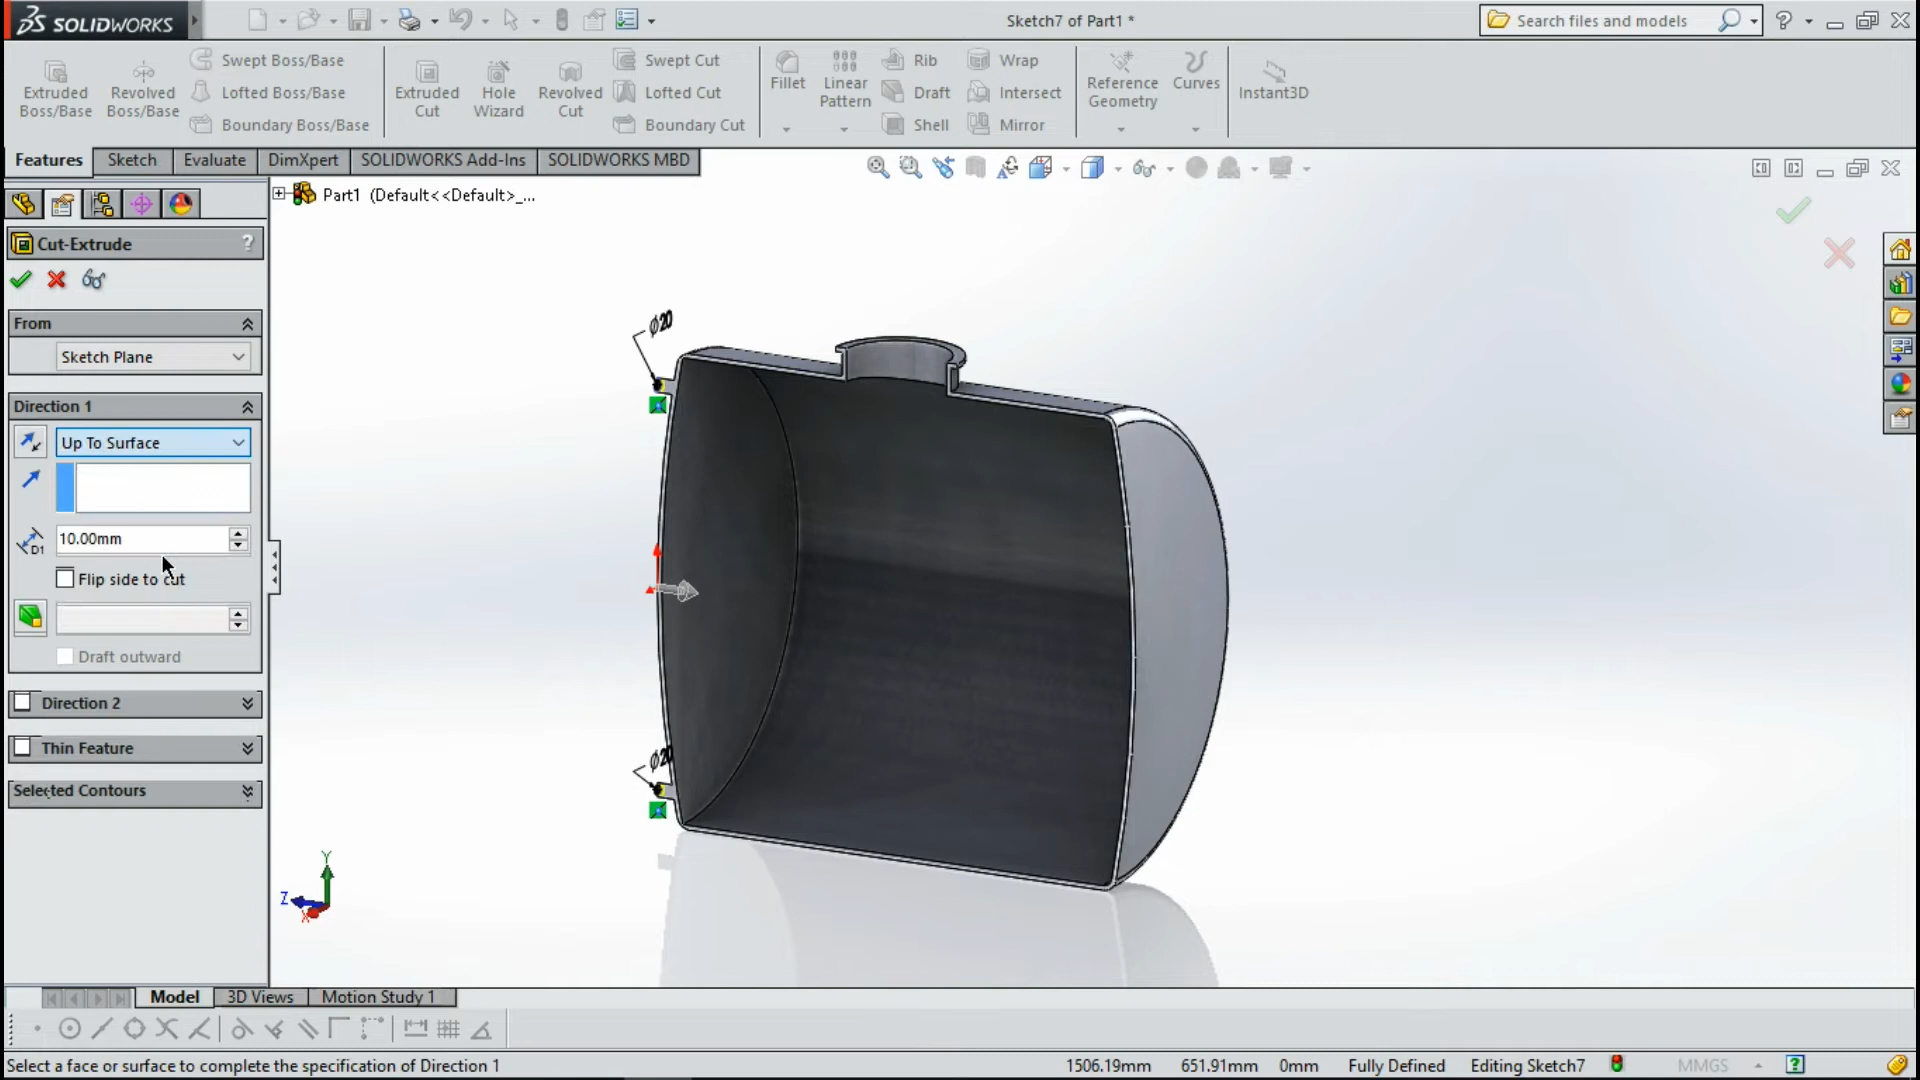 SOLIDWORKS
Sketch7 of Part1 *
Search files and models
Extruded Boss/Base
Revolved Boss/Base
Swept Boss/Base
Lofted Boss/Base
Boundary Boss/Base
Extruded Cut
Hole Wizard
Revolved Cut
Swept Cut
Lofted Cut
Boundary Cut
Fillet
Linear Pattern
Rib
Draft
Shell
Wrap
Intersect
Mirror
Reference Geometry
Curves
Instant3D
Features
Sketch
Evaluate
DimXpert
SOLIDWORKS Add-Ins
SOLIDWORKS MBD
Part1 (Default<<Default>_...
Cut-Extrude
?
From
Sketch Plane
Direction 1
Up To Surface
D1
10.00mm
Flip side to cut
Draft outward
Direction 2
Thin Feature
Selected Contours
⌀20
⌀20
Y
Z
X
Model
3D Views
Motion Study 1
Select a face or surface to complete the specification of Direction 1
1506.19mm
651.91mm
0mm
Fully Defined
Editing Sketch7
MMGS
?